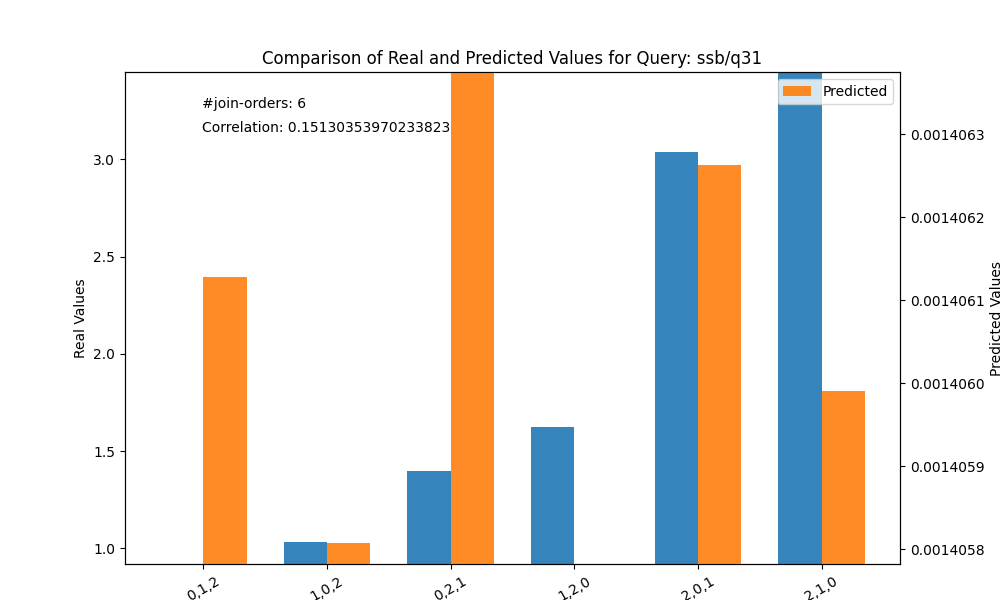 Comparison of Real and Predicted Values for Query: ssb/q31
#join-orders: 6
Correlation: 0.15130353970233823
Predicted
Real Values
3.0
2.5
2.0
1.5
1.0
0.0014063
0.0014062
0.0014061
0.0014060
0.0014059
0.0014058
Predicted Values
0,1,2
1,0,2
0,2,1
1,2,0
2,0,1
2,1,0